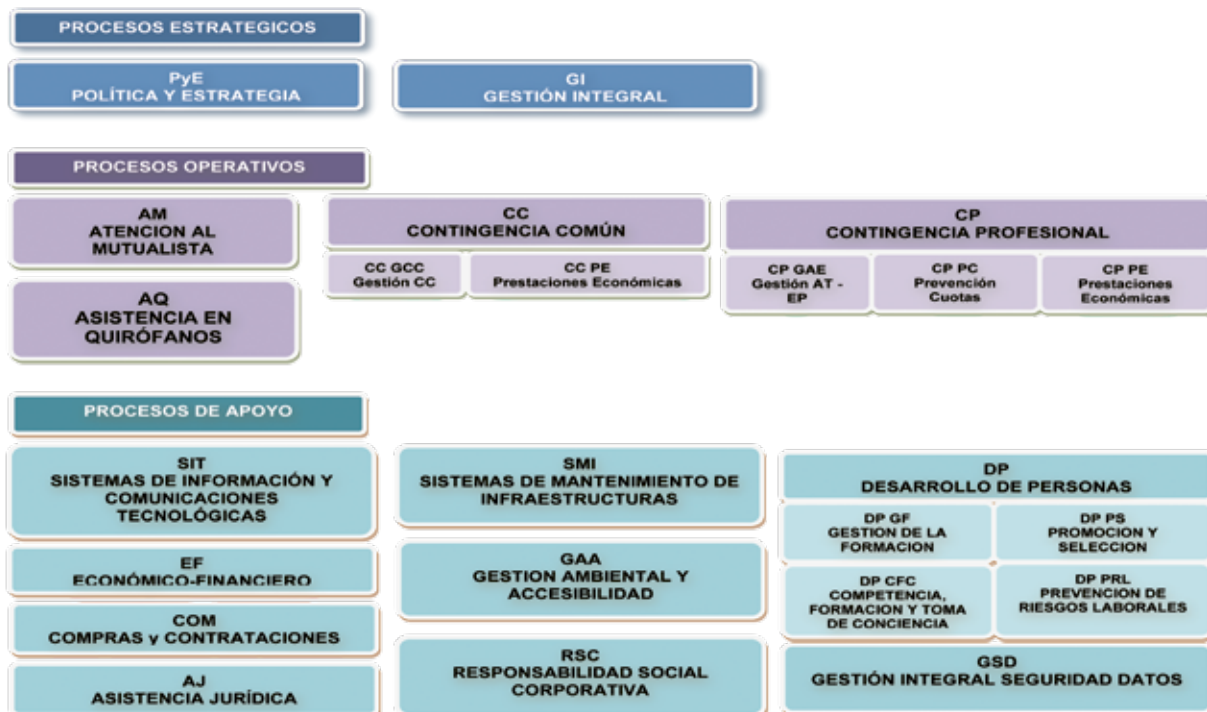 PROCESOS ESTRATEGICOS
PyE
POLÍTICA Y ESTRATEGIA
GI
GESTIÓN INTEGRAL
PROCESOS OPERATIVOS
AM
ATENCION AL
MUTUALISTA
AQ
ASISTENCIA EN
QUIRÓFANOS
CC
CONTINGENCIA COMÚN
CC GCC
Gestión CC
CC PE
Prestaciones Económicas
CP
CONTINGENCIA PROFESIONAL
CP GAE
Gestión AT -
EP
CP PC
Prevención
Cuotas
CP PE
Prestaciones
Económicas
PROCESOS DE APOYO
SIT
SISTEMAS DE INFORMACIÓN Y
COMUNICACIONES
TECNOLÓGICAS
EF
ECONÓMICO-FINANCIERO
COM
COMPRAS y CONTRATACIONES
AJ
ASISTENCIA JURÍDICA
SMI
SISTEMAS DE MANTENIMIENTO DE
INFRAESTRUCTURAS
GAA
GESTION AMBIENTAL Y
ACCESIBILIDAD
RSC
RESPONSABILIDAD SOCIAL
CORPORATIVA
DP
DESARROLLO DE PERSONAS
DP GF
GESTION DE LA
FORMACION
DP PS
PROMOCION Y
SELECCION
DP CFC
COMPETENCIA,
FORMACION Y TOMA
DE CONCIENCIA
DP PRL
PREVENCION DE
RIESGOS LABORALES
GSD
GESTIÓN INTEGRAL SEGURIDAD DATOS